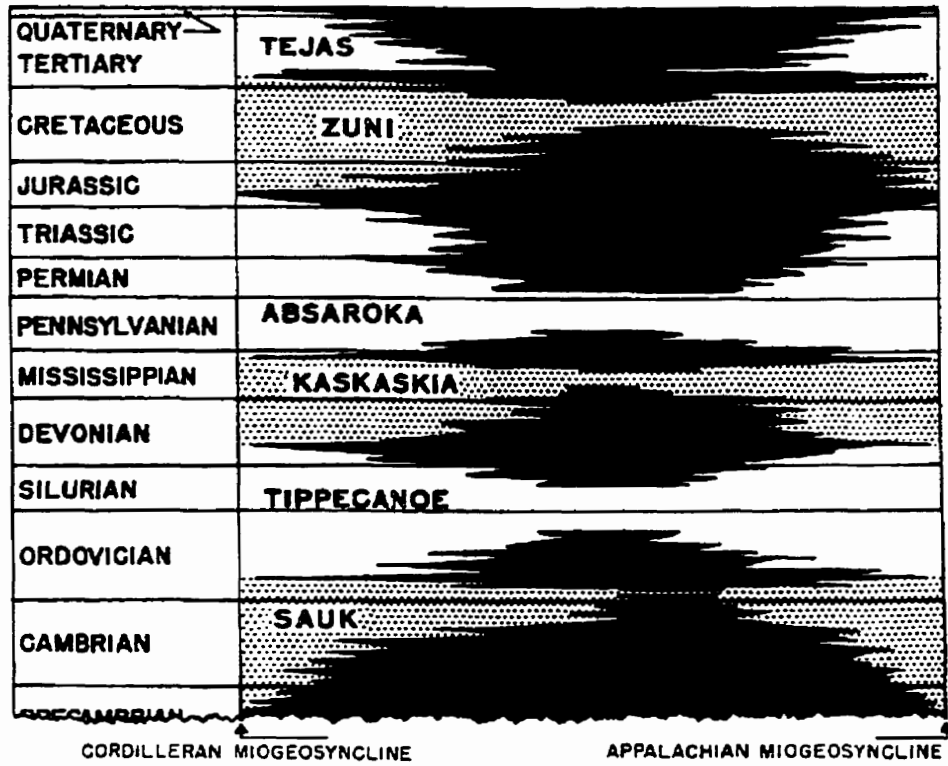 QUATERNARY
TERTIARY
TEJAS
CRETACEOUS
ZUNI
JURASSIC
TRIASSIC
PERMIAN
ABSAROKA
PENNSYLVANIAN
MISSISSIPPIAN
KASKASKIA
DEVONIAN
SILURIAN
TIPPECANOE
ORDOVICIAN
SAUK
CAMBRIAN
PRECAMBRIAN
CORDILLERAN MIOGEOSYNCLINE
APPALACHIAN MIOGEOSYNCLINE